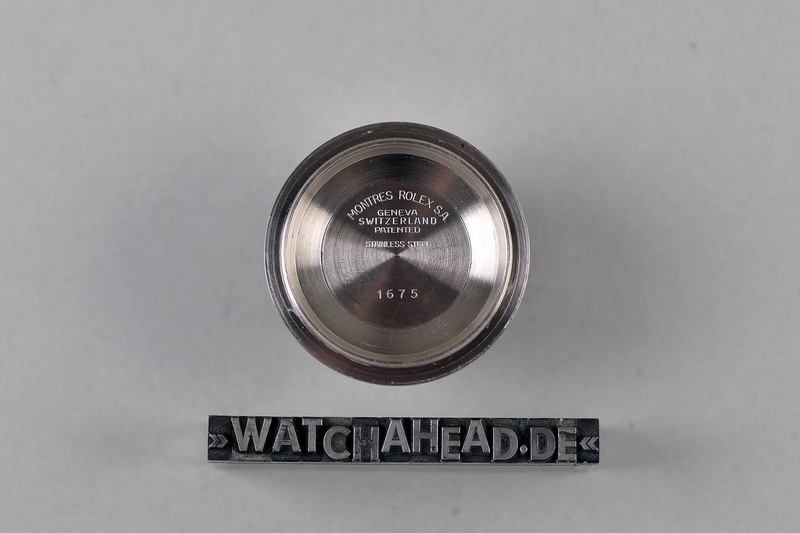 MONTRES ROLEX S.A.
GENEVA
SWITZERLAND
PATENTED
STAINLESS STEEL
1675
»WATCHAHEAD.DE«